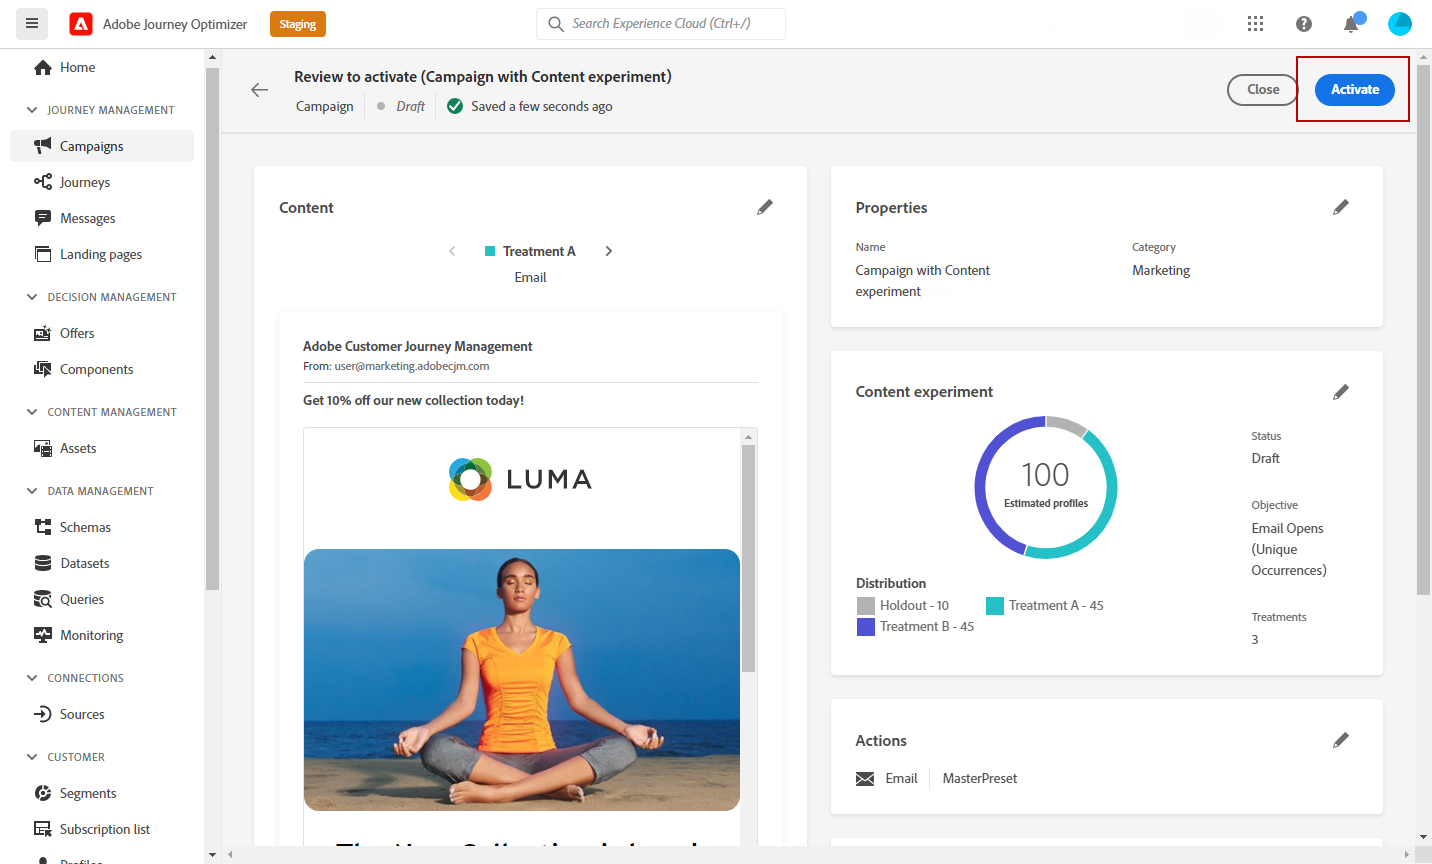 Adobe Journey Optimizer
Staging
Search Experience Cloud (Ctrl+/)
Home
JOURNEY MANAGEMENT
Campaigns
Journeys
Messages
Landing pages
DECISION MANAGEMENT
Offers
Components
CONTENT MANAGEMENT
Assets
DATA MANAGEMENT
Schemas
Datasets
Queries
Monitoring
CONNECTIONS
Sources
CUSTOMER
Segments
Subscription list
Profiles
Review to activate (Campaign with Content experiment)
Campaign
Draft
Saved a few seconds ago
Close
Activate
Content
Treatment A
Email
Adobe Customer Journey Management
From: user@marketing.adobecjm.com
Get 10% off our new collection today!
LUMA
Properties
Name
Campaign with Content
experiment
Category
Marketing
Content experiment
100
Estimated profiles
Distribution
Holdout - 10
Treatment A - 45
Treatment B - 45
Status
Draft
Objective
Email Opens
(Unique
Occurrences)
Treatments
3
Actions
Email
MasterPreset